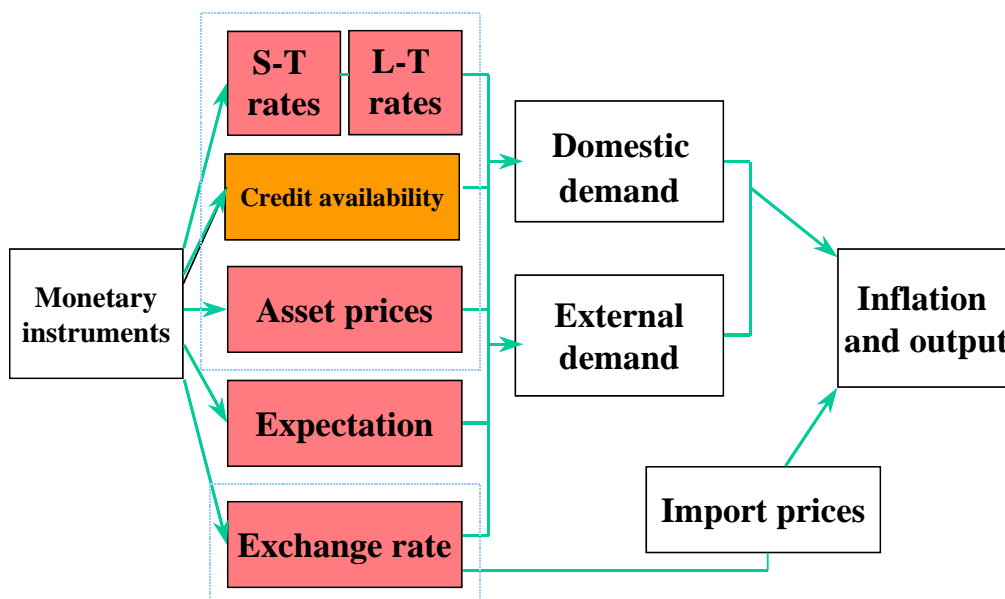 S-T
rates
L-T
rates
Credit availability
Asset prices
Expectation
Exchange rate
Monetary
instruments
Domestic
demand
External
demand
Import prices
Inflation
and output